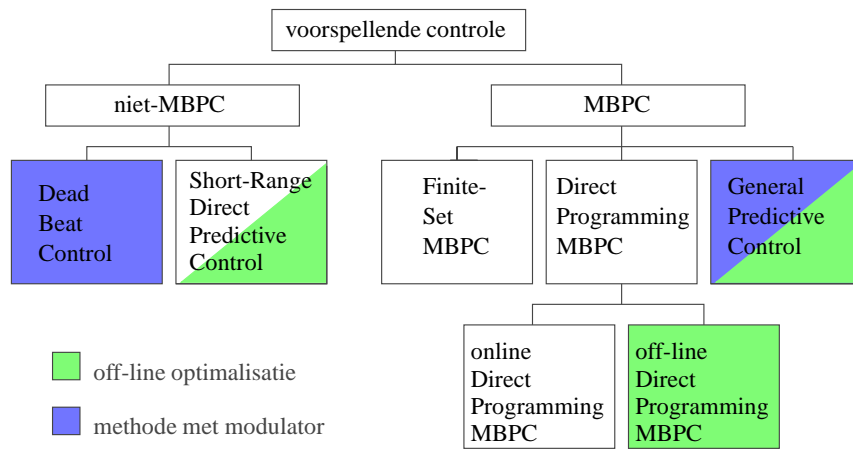 voorspellende controle
niet-MBPC
MBPC
Dead
Beat
Control
Short-Range
Direct
Predictive
Control
Finite-
Set
MBPC
Direct
Programming
MBPC
General
Predictive
Control
online
Direct
Programming
MBPC
off-line
Direct
Programming
MBPC
off-line optimalisatie
methode met modulator